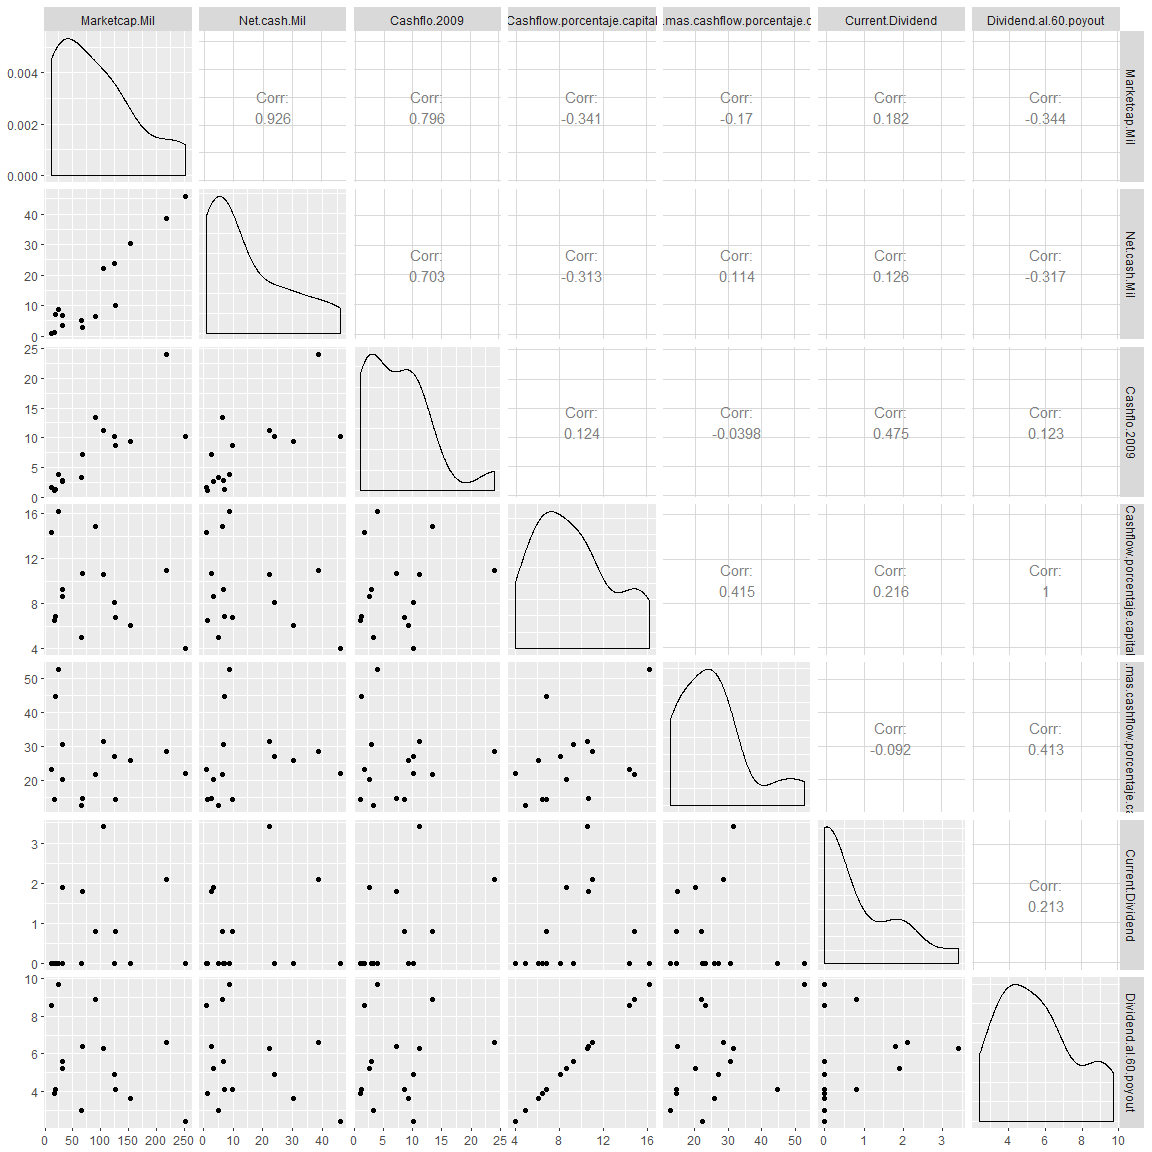 Marketcap.Mil Net.cash.Mil Cashflo.2009 Cashflow.porcentaje.capital .mas.cashflow.porcentaje.c Current.Dividend Dividend.al.60.poyout
0.004
0.002
0.000
Corr: Corr: Corr: Corr: Corr: Corr:
0.926 0.796 -0.341 -0.17 0.182 -0.344
Marketcap.Mil
40
30
20
10
0
Corr: Corr: Corr: Corr: Corr:
0.703 -0.313 0.114 0.126 -0.317
Net.cash.Mil
25
20
15
10
5
0
Corr: Corr: Corr: Corr:
0.124 -0.0398 0.475 0.123
Cashflo.2009
16
12
8
4
Corr: Corr: Corr:
0.415 0.216 1
Cashflow.porcentaje.capital
50
40
30
20
Corr: Corr:
-0.092 0.413
.mas.cashflow.porcentaje.ca
3
2
1
0
Corr:
0.213
Current.Dividend
10
8
6
4
Dividend.al.60.poyout
0 50 100 150 200 250 0 10 20 30 40 0 5 10 15 20 25 4 8 12 16 20 30 40 50 0 1 2 3 4 6 8 10